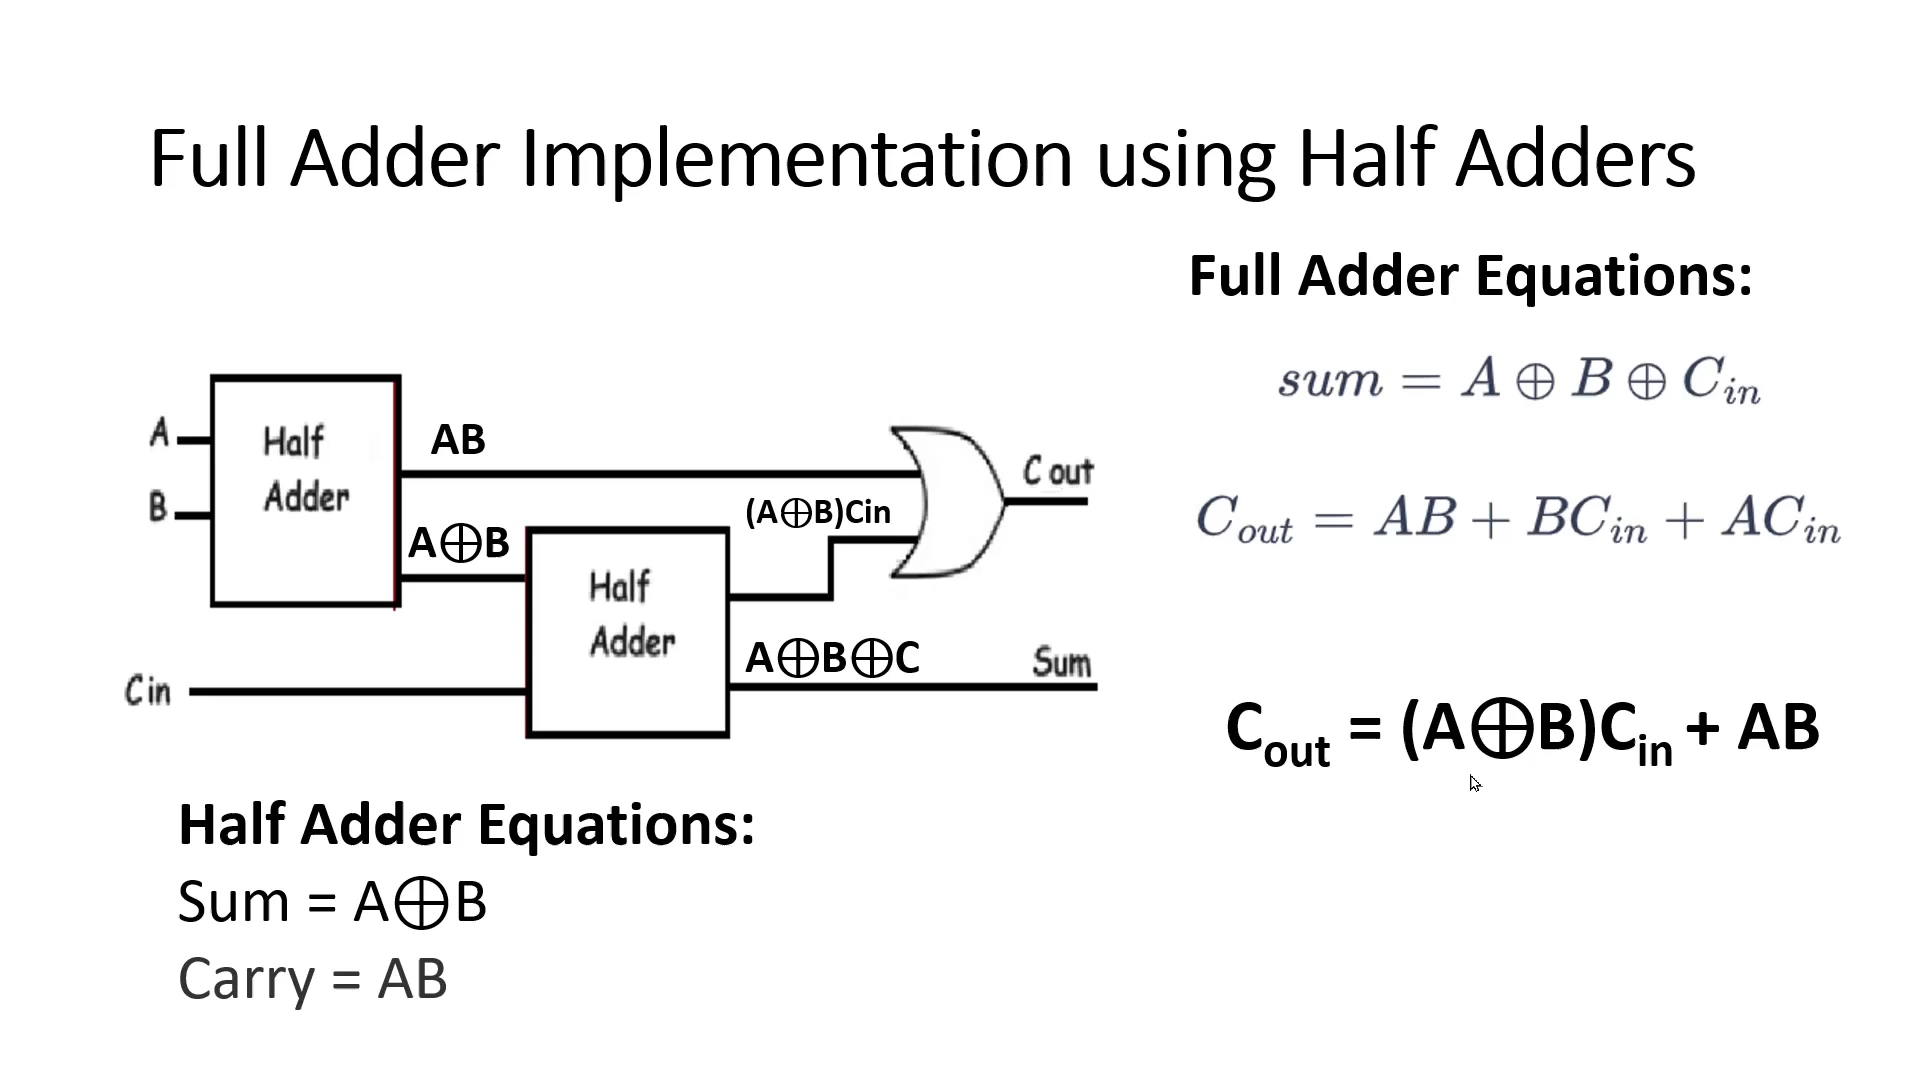 Full Adder Implementation using Half Adders
Full Adder Equations:
sum = A ⊕ B ⊕ C_in
C_out = AB + BC_in + AC_in
C_out = (A⊕B)C_in + AB
A
B
Half
Adder
AB
A⊕B
C in
Half
Adder
(A⊕B)Cin
A⊕B⊕C
C out
Sum
Half Adder Equations:
Sum = A⊕B
Carry = AB